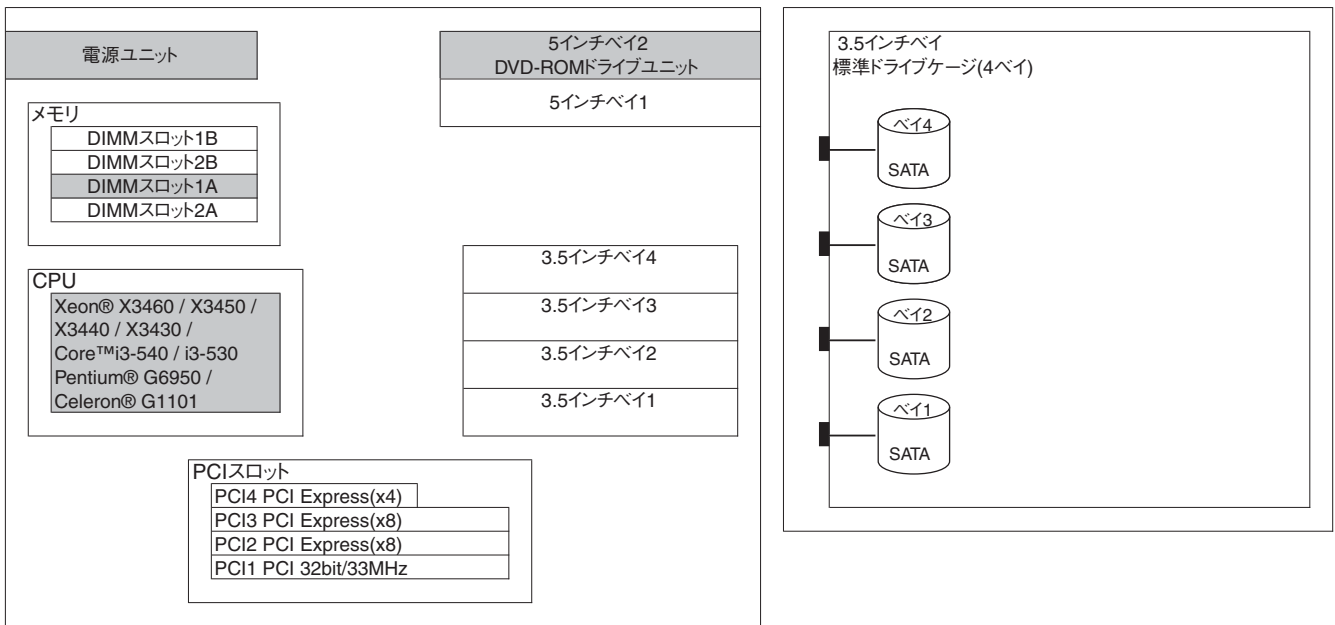 電源ユニット
5インチベイ2
DVD-ROMドライブユニット
5インチベイ1
メモリ
DIMMスロット1B
DIMMスロット2B
DIMMスロット1A
DIMMスロット2A
CPU
Xeon® X3460 / X3450 /
X3440 / X3430 /
Core™i3-540 / i3-530
Pentium® G6950 /
Celeron® G1101
3.5インチベイ4
3.5インチベイ3
3.5インチベイ2
3.5インチベイ1
PCIスロット
PCI4 PCI Express(x4)
PCI3 PCI Express(x8)
PCI2 PCI Express(x8)
PCI1 PCI 32bit/33MHz
3.5インチベイ
標準ドライブケージ(4ベイ)
ベイ4
SATA
ベイ3
SATA
ベイ2
SATA
ベイ1
SATA